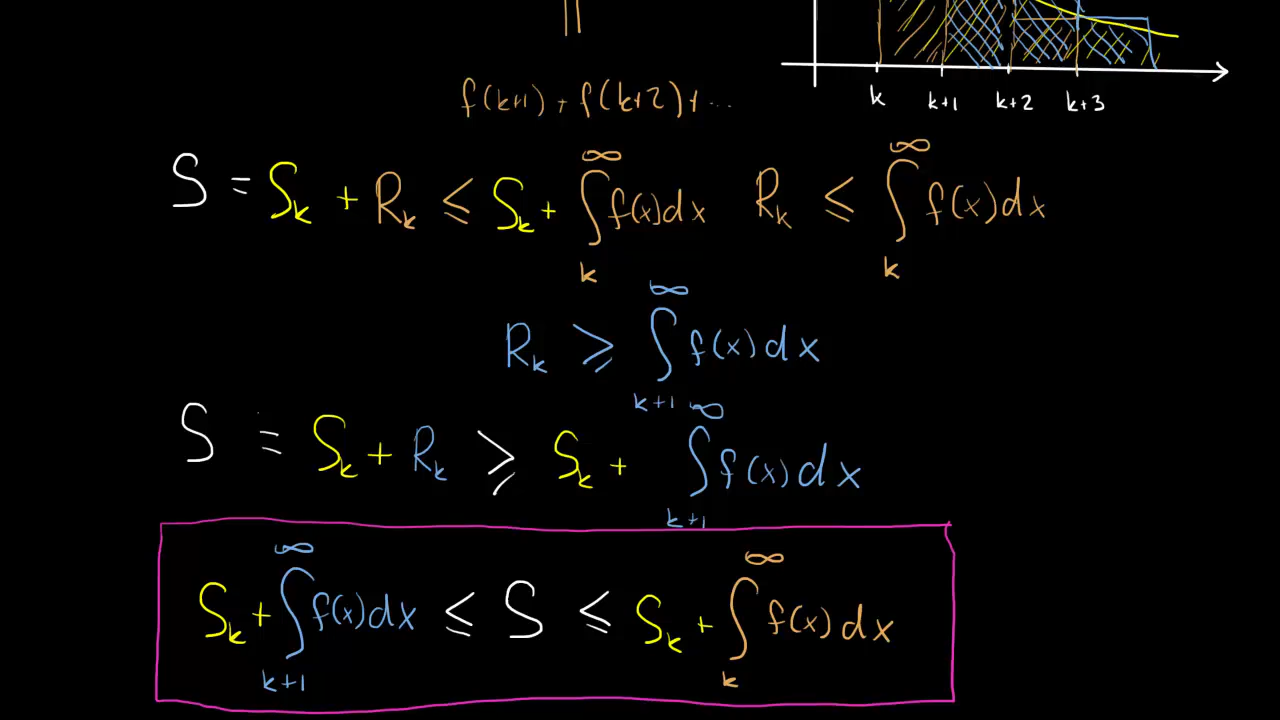 k k+1 k+2 k+3
f(k+1) + f(k+2) + ...
S = S_k + R_k ≤ S_k + ∫_k^∞ f(x)dx R_k ≤ ∫_k^∞ f(x)dx
R_k ≥ ∫_{k+1}^∞ f(x)dx
S = S_k + R_k ≥ S_k + ∫_{k+1}^∞ f(x)dx
S_k + ∫_{k+1}^∞ f(x)dx ≤ S ≤ S_k + ∫_k^∞ f(x)dx